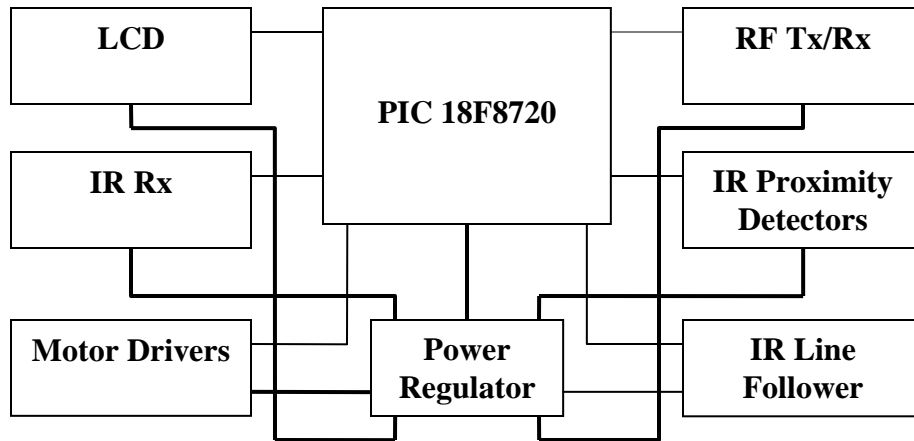 LCD
PIC 18F8720
RF Tx/Rx
IR Rx
IR Proximity
Detectors
Motor Drivers
Power
Regulator
IR Line
Follower